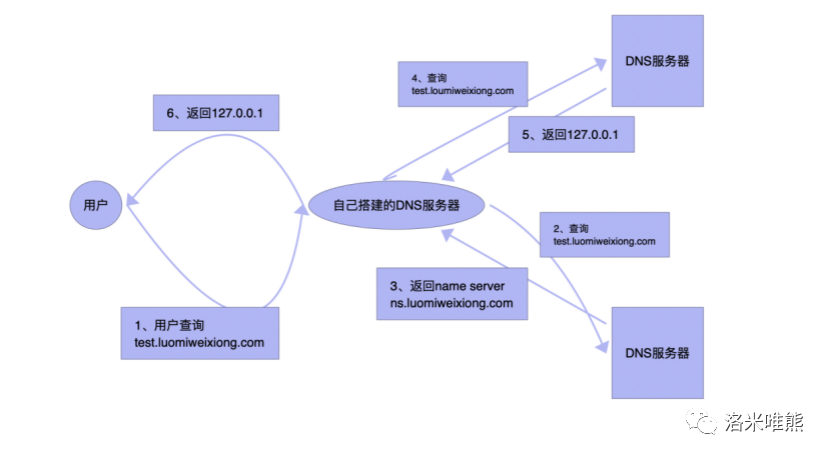 4、查询
test.loumiweixiong.com
DNS服务器
6、返回127.0.0.1
5、返回127.0.0.1
用户
自己搭建的DNS服务器
2、查询
test.luomiweixiong.com
3、返回name server
ns.luomiweixiong.com
1、用户查询
test.luomiweixiong.com
DNS服务器
洛米唯熊